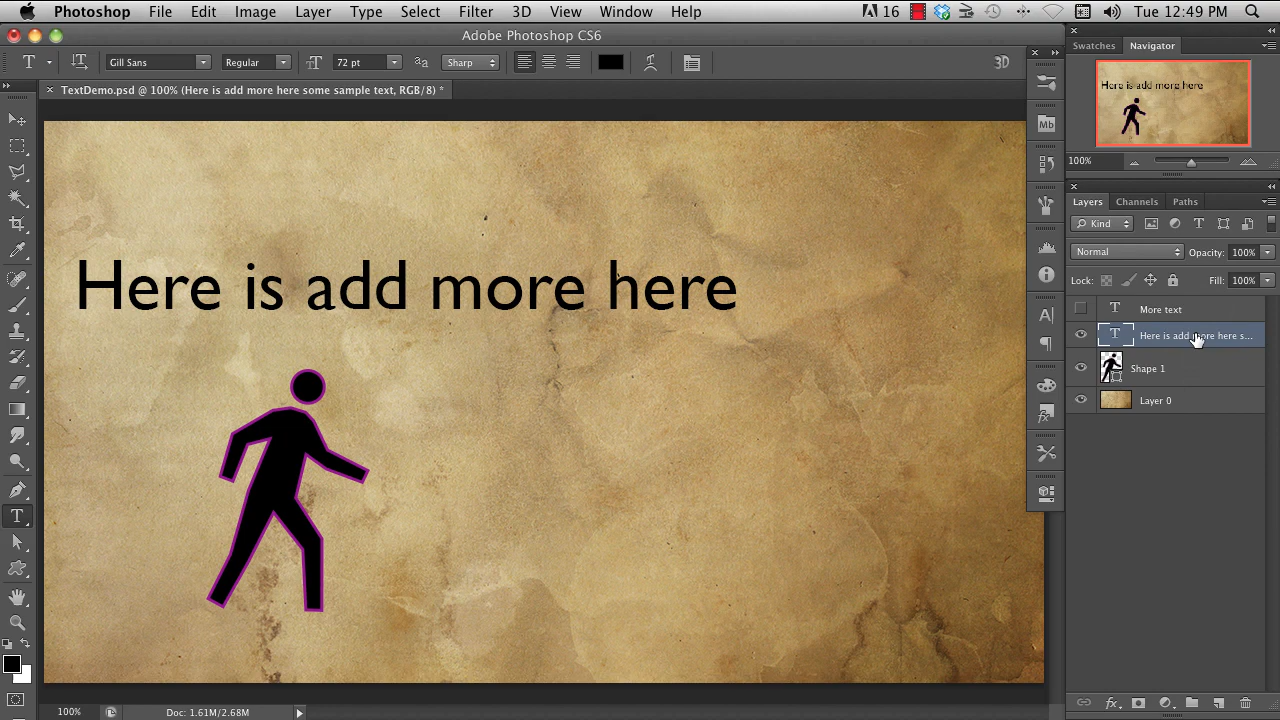 Photoshop File Edit Image Layer Type Select Filter 3D View Window Help 16 Tue 12:49 PM
Adobe Photoshop CS6
T Gill Sans Regular 72 pt Sharp 3D
TextDemo.psd @ 100% (Here is add more here some sample text, RGB/8) *
Swatches Navigator
Here is add more here
100%
Mb
Layers Channels Paths
Kind
Normal Opacity: 100%
Lock: Fill: 100%
T More text
T Here is add more here s...
Shape 1
Layer 0
Here is add more here
100% Doc: 1.61M/2.68M